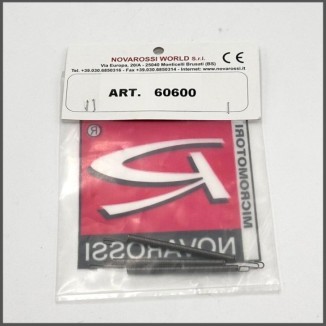 NOVAROSSI WORLD S.r.l.
Via Europa, 20/A - 25040 Monticelli Brusati (BS)
Tel. +39.030.6850316 - Fax +39.030.6850314 - Internet: www.novarossi.it
CE
ART. 60600
®
MICROMOTORI
NOVAROSSI